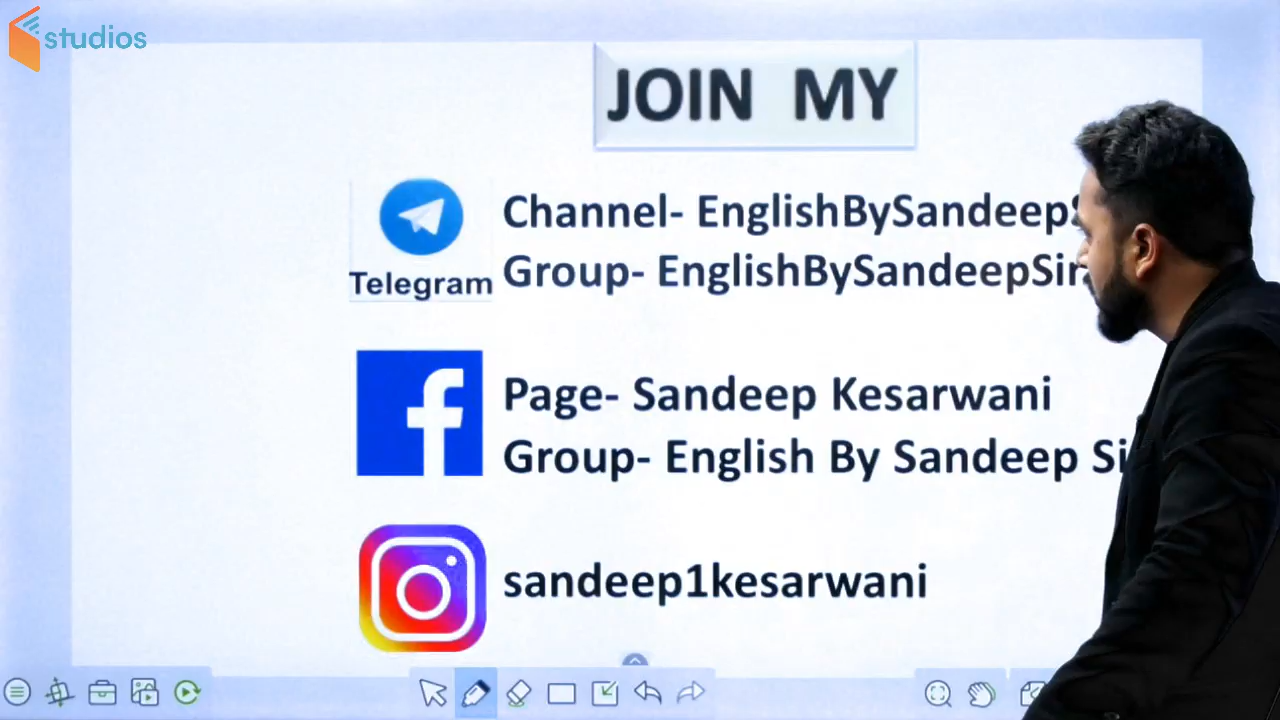 studios
JOIN MY
Channel- EnglishBySandeep
Telegram
Group- EnglishBySandeepSi
Page- Sandeep Kesarwani
Group- English By Sandeep Si
sandeep1kesarwani